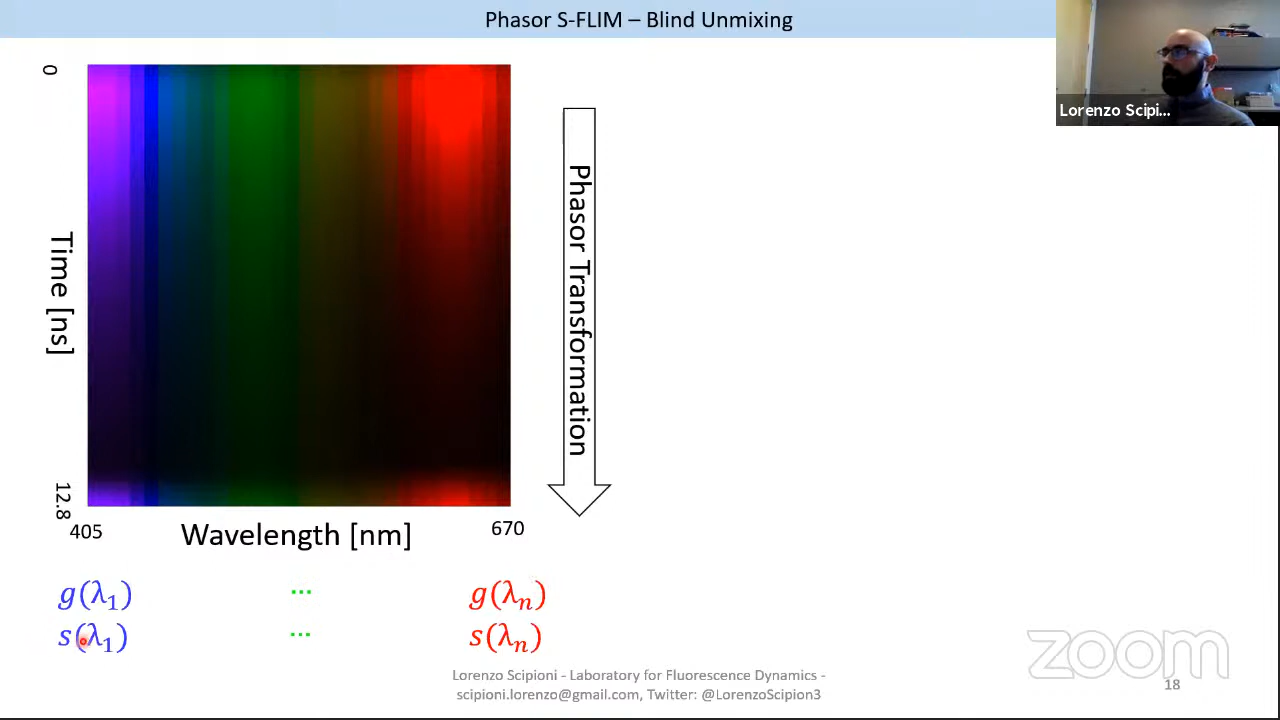 Phasor S-FLIM – Blind Unmixing
Lorenzo Scipi...
0
Time [ns]
12.8
405
Wavelength [nm]
670
Phasor Transformation
g(λ₁) ... g(λₙ)
s(λ₁) ... s(λₙ)
Lorenzo Scipioni - Laboratory for Fluorescence Dynamics -
scipioni.lorenzo@gmail.com, Twitter: @LorenzoScipion3
zoom
18